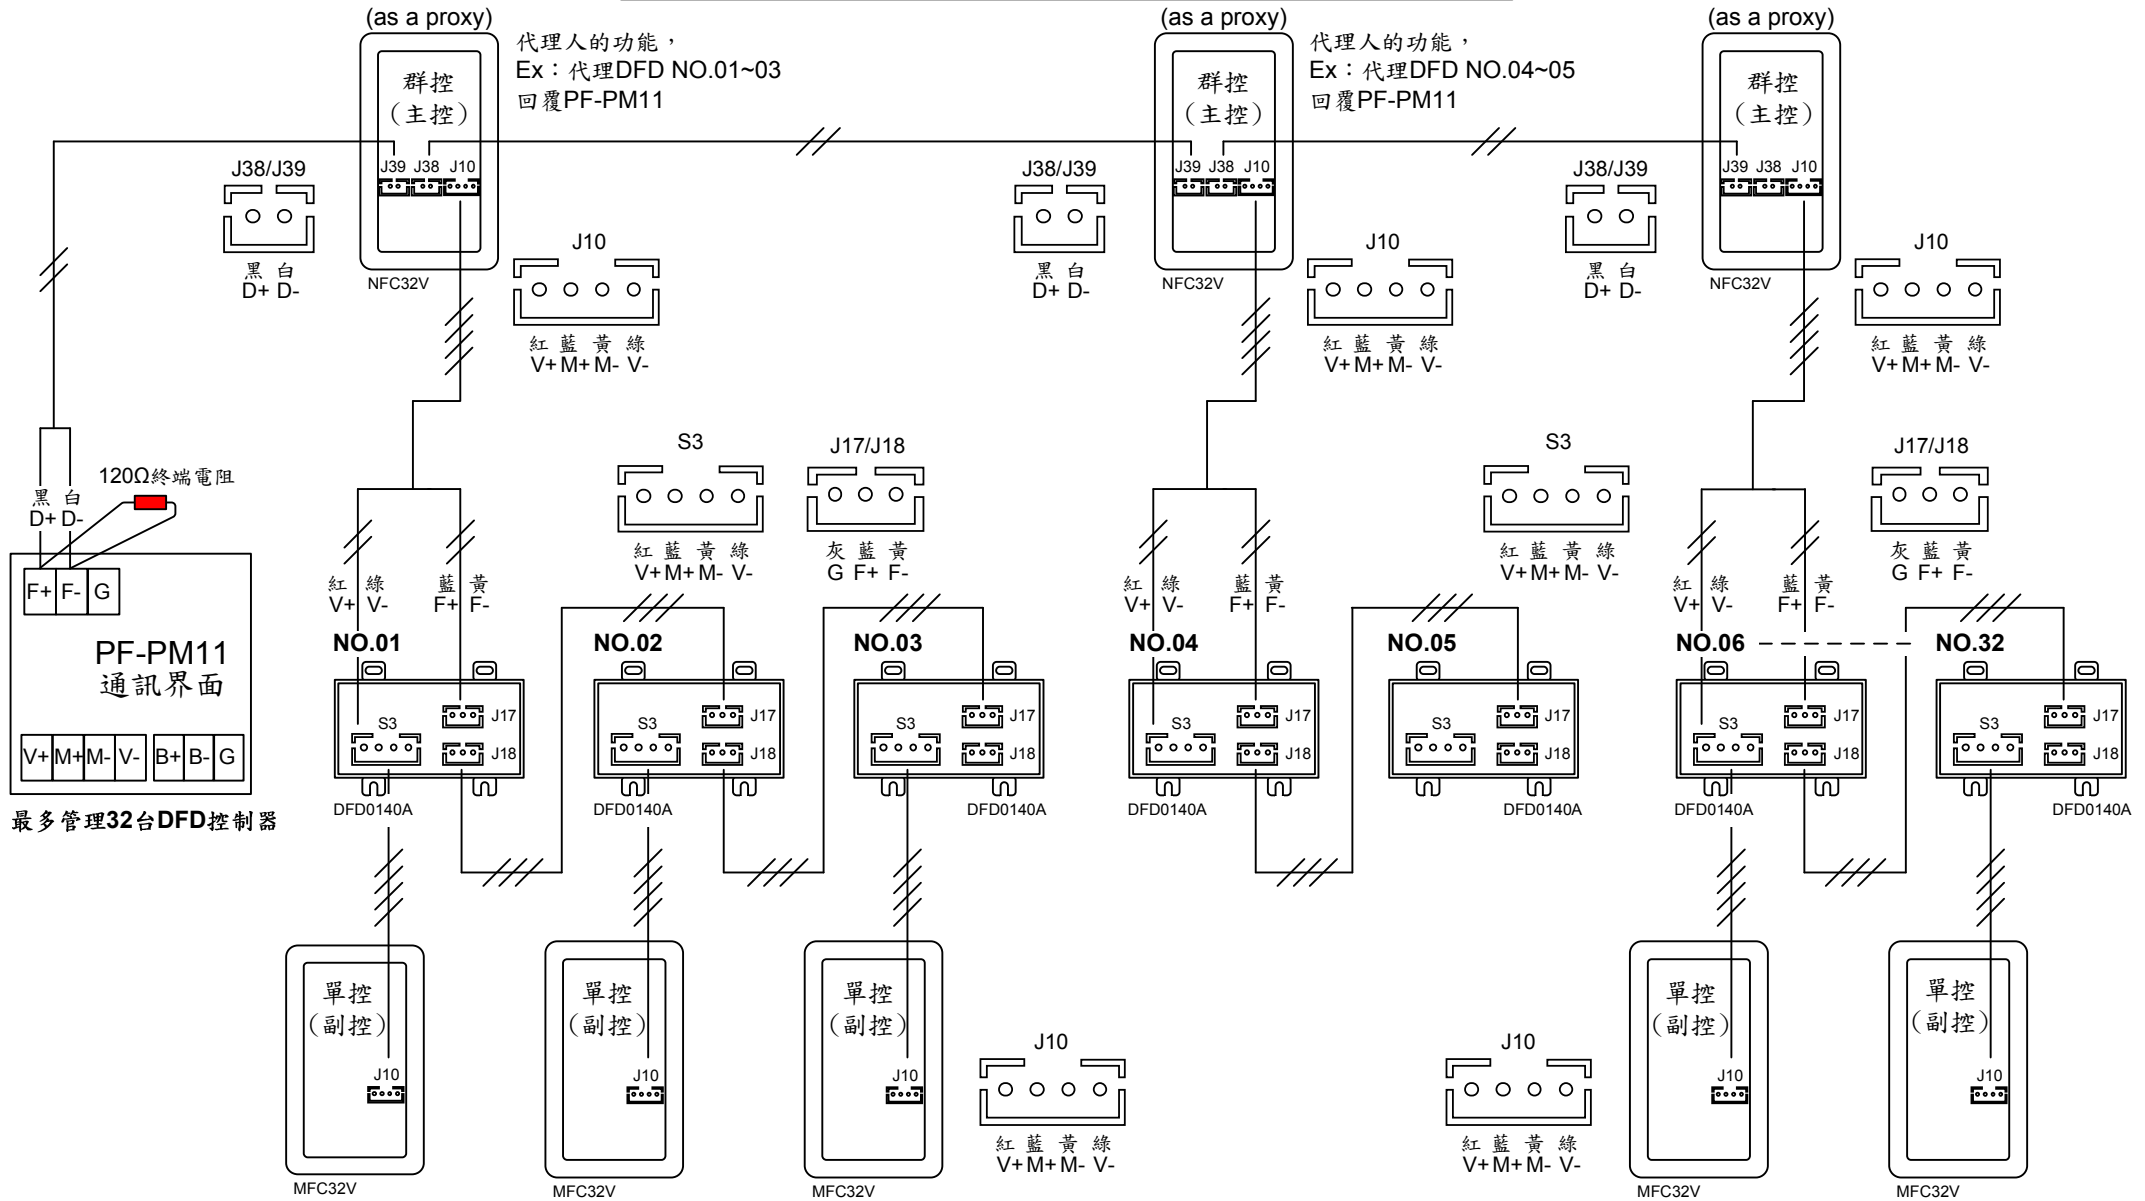 (as a proxy)
(as a proxy)
(as a proxy)
代理人的功能，
Ex：代理DFD NO.01~03
回覆PF-PM11
代理人的功能，
Ex：代理DFD NO.04~05
回覆PF-PM11
群控
（主控）
群控
（主控）
群控
（主控）
J39 J38 J10
J39 J38 J10
J39 J38 J10
J38/J39
J38/J39
J38/J39
黑 白
D+ D-
黑 白
D+ D-
黑 白
D+ D-
NFC32V
NFC32V
NFC32V
J10
J10
J10
紅 藍 黃 綠
V+ M+ M- V-
紅 藍 黃 綠
V+ M+ M- V-
紅 藍 黃 綠
V+ M+ M- V-
S3
J17/J18
S3
J17/J18
紅 藍 黃 綠
V+ M+ M- V-
灰 藍 黃
G F+ F-
紅 藍 黃 綠
V+ M+ M- V-
灰 藍 黃
G F+ F-
120Ω終端電阻
黑 白
D+ D-
F+ F- G
PF-PM11
通訊界面
V+ M+ M- V- B+ B- G
最多管理32台DFD控制器
紅 綠
V+ V-
藍 黃
F+ F-
紅 綠
V+ V-
藍 黃
F+ F-
紅 綠
V+ V-
藍 黃
F+ F-
NO.01
NO.02
NO.03
NO.04
NO.05
NO.06
NO.32
S3
J17
J18
S3
J17
J18
S3
J17
J18
S3
J17
J18
S3
J17
J18
S3
J17
J18
S3
J17
J18
DFD0140A
DFD0140A
DFD0140A
DFD0140A
DFD0140A
DFD0140A
DFD0140A
單控
（副控）
J10
MFC32V
單控
（副控）
J10
MFC32V
單控
（副控）
J10
MFC32V
J10
紅 藍 黃 綠
V+ M+ M- V-
J10
紅 藍 黃 綠
V+ M+ M- V-
單控
（副控）
J10
MFC32V
單控
（副控）
J10
MFC32V